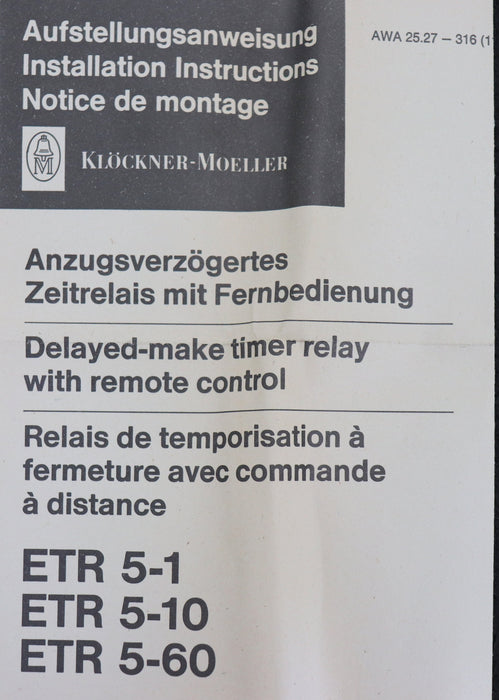 Aufstellungsanweisung
Installation Instructions
Notice de montage
AWA 25.27 – 316 (1
M
KLÖCKNER-MOELLER
Anzugsverzögertes
Zeitrelais mit Fernbedienung
Delayed-make timer relay
with remote control
Relais de temporisation à
fermeture avec commande
à distance
ETR 5-1
ETR 5-10
ETR 5-60